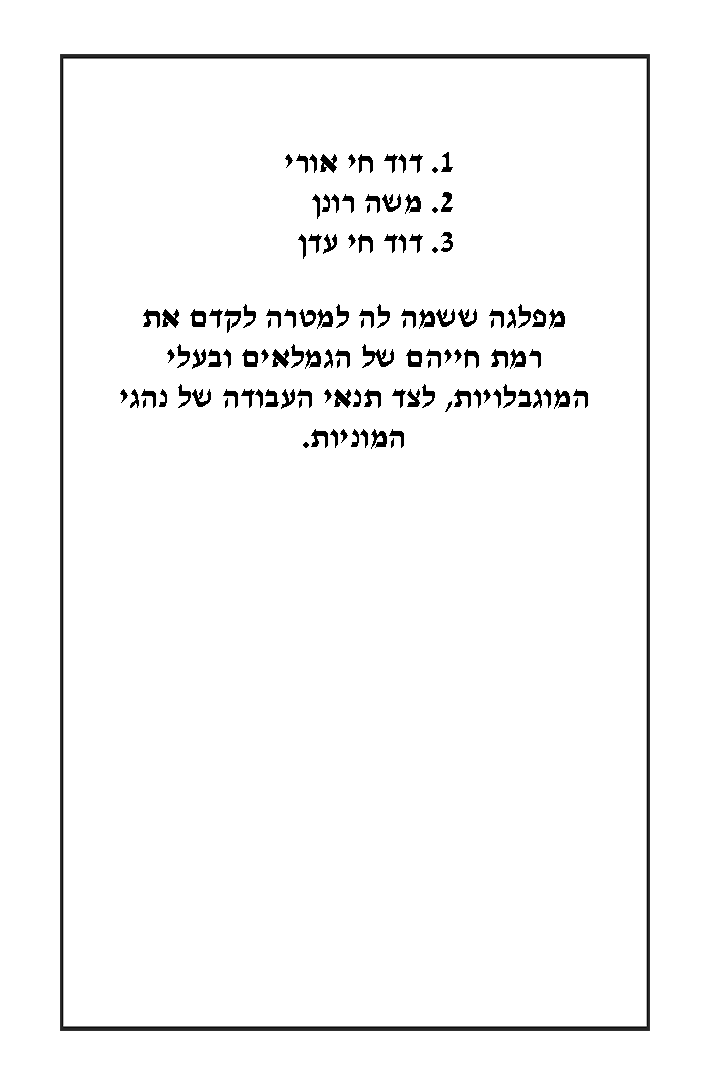 1. דוד חי אורי
2. משה רונן
3. דוד חי עדן
מפלגה ששמה לה למטרה לקדם את
רמת חייהם של הגמלאים ובעלי
המוגבלויות, לצד תנאי העבודה של נהגי
המוניות.